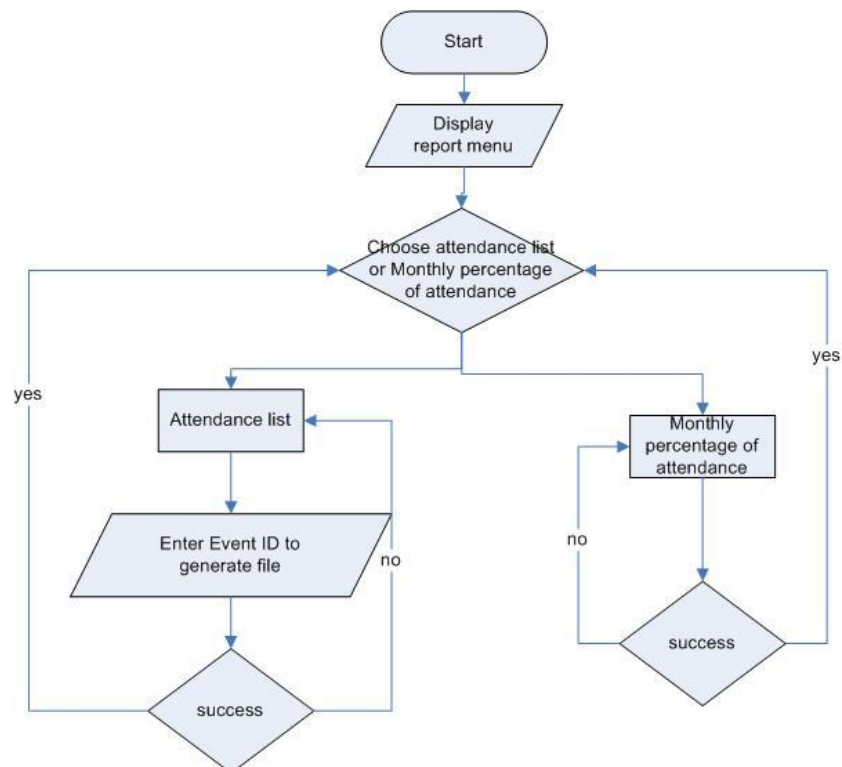 Start
Display
report menu
Choose attendance list
or Monthly percentage
of attendance
yes
yes
Attendance list
Monthly
percentage of
attendance
Enter Event ID to
generate file
no
no
success
success